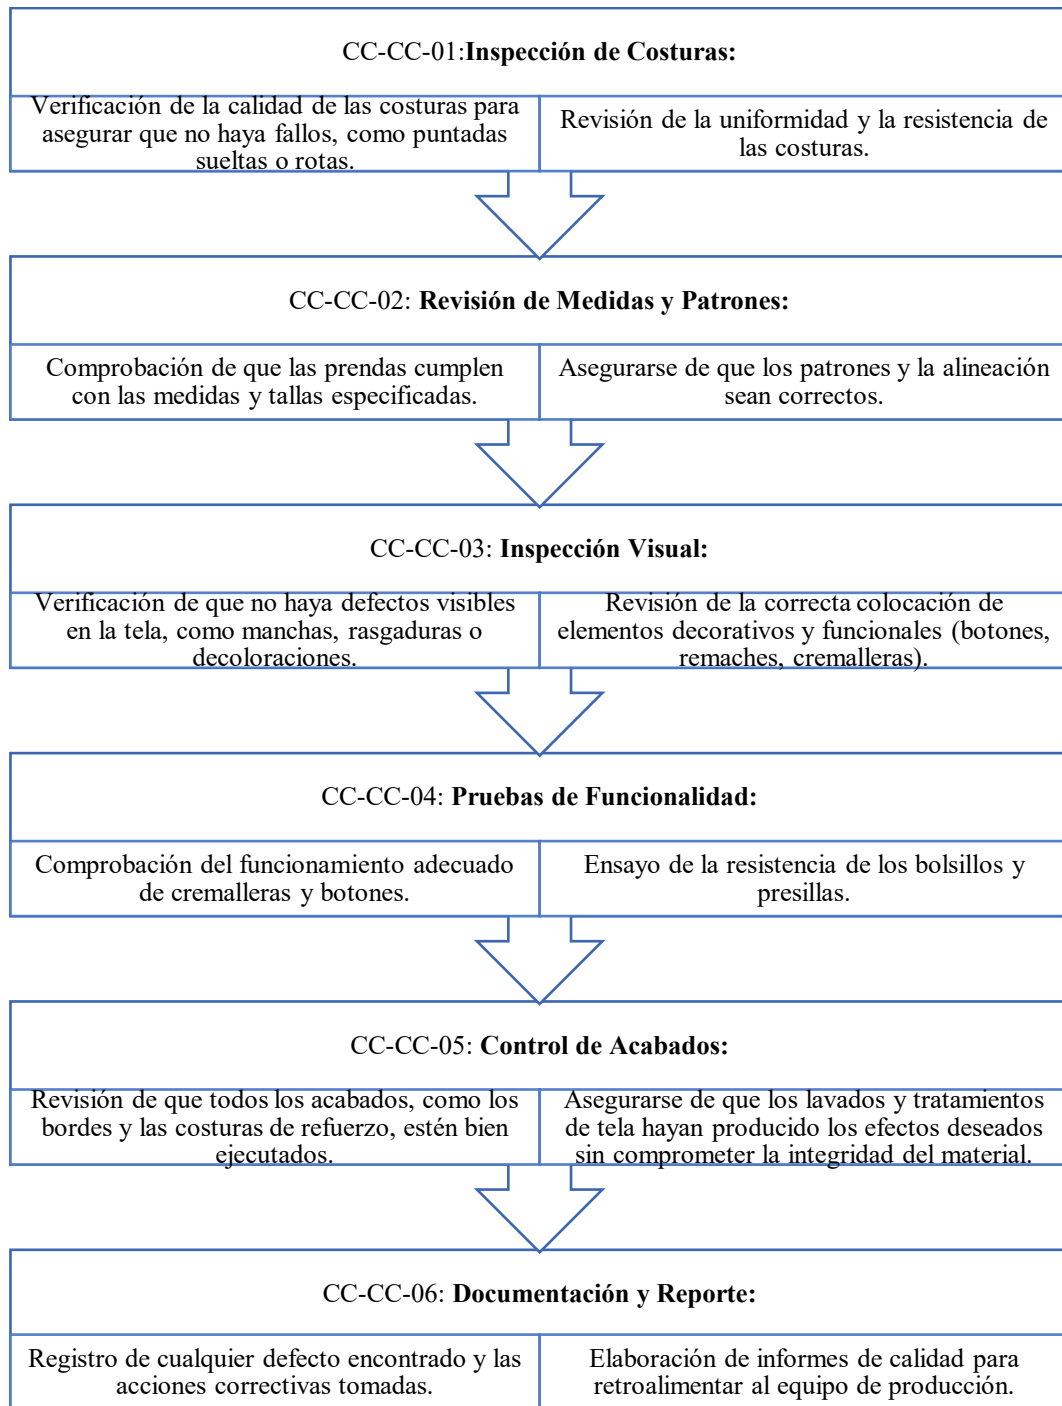 CC-CC-01:Inspección de Costuras:
Verificación de la calidad de las costuras para
asegurar que no haya fallos, como puntadas
sueltas o rotas.
Revisión de la uniformidad y la resistencia de
las costuras.
CC-CC-02: Revisión de Medidas y Patrones:
Comprobación de que las prendas cumplen
con las medidas y tallas especificadas.
Asegurarse de que los patrones y la alineación
sean correctos.
CC-CC-03: Inspección Visual:
Verificación de que no haya defectos visibles
en la tela, como manchas, rasgaduras o
decoloraciones.
Revisión de la correcta colocación de
elementos decorativos y funcionales (botones,
remaches, cremalleras).
CC-CC-04: Pruebas de Funcionalidad:
Comprobación del funcionamiento adecuado
de cremalleras y botones.
Ensayo de la resistencia de los bolsillos y
presillas.
CC-CC-05: Control de Acabados:
Revisión de que todos los acabados, como los
bordes y las costuras de refuerzo, estén bien
ejecutados.
Asegurarse de que los lavados y tratamientos
de tela hayan producido los efectos deseados
sin comprometer la integridad del material.
CC-CC-06: Documentación y Reporte:
Registro de cualquier defecto encontrado y las
acciones correctivas tomadas.
Elaboración de informes de calidad para
retroalimentar al equipo de producción.